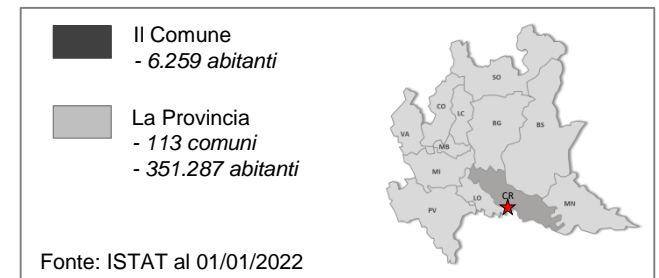 Il Comune
- 6.259 abitanti
La Provincia
- 113 comuni
- 351.287 abitanti
Fonte: ISTAT al 01/01/2022
SO
CO
LC
BG
BS
VA
MB
MI
CR
LO
MN
PV